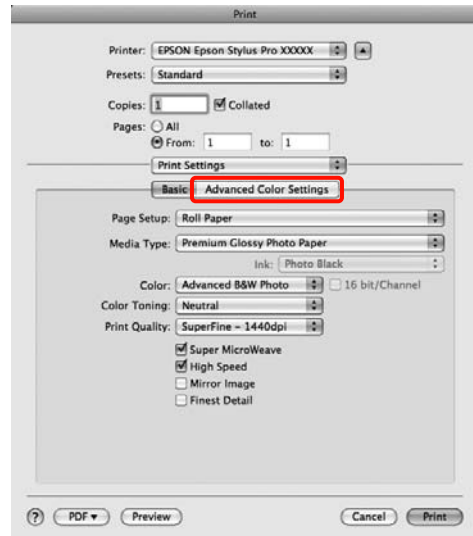 Print
Printer: EPSON Epson Stylus Pro XXXXX
Presets: Standard
Copies: 1 Collated
Pages: All
From: 1 to: 1
Print Settings
Basic Advanced Color Settings
Page Setup: Roll Paper
Media Type: Premium Glossy Photo Paper
Ink: Photo Black
Color: Advanced B&W Photo 16 bit/Channel
Color Toning: Neutral
Print Quality: SuperFine – 1440dpi
Super MicroWeave
High Speed
Mirror Image
Finest Detail
? PDF Preview Cancel Print